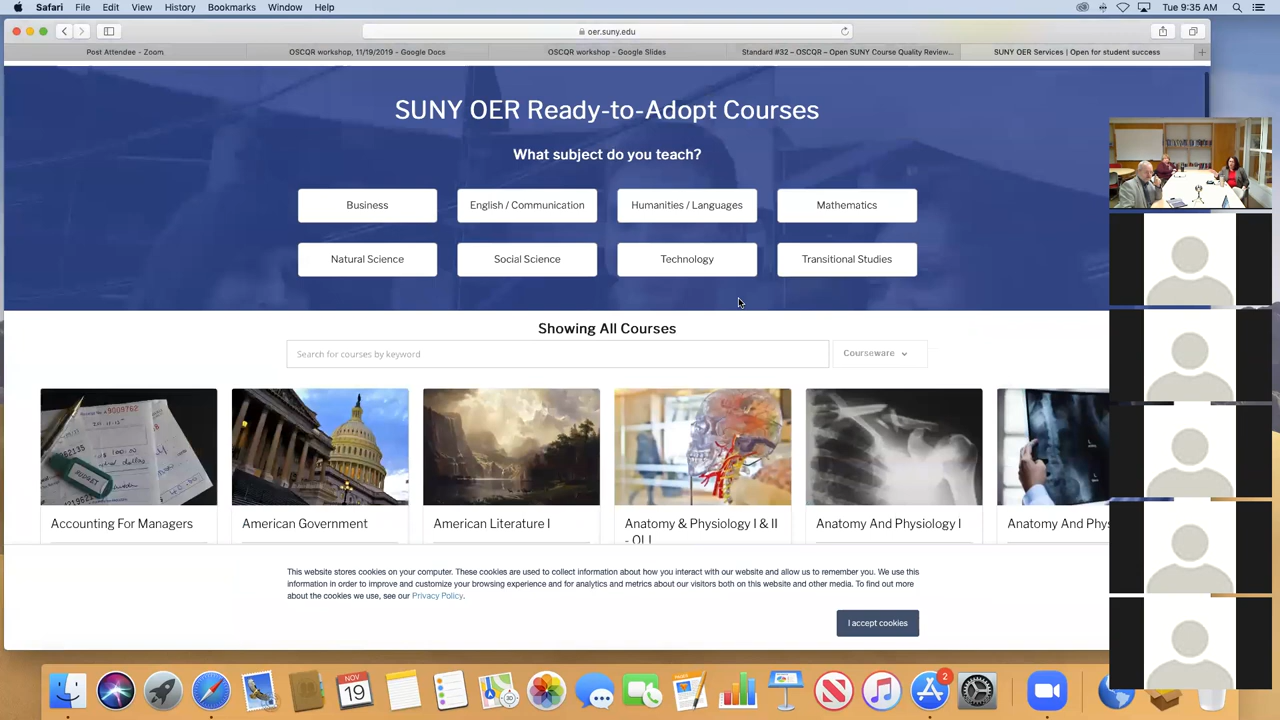 Safari File Edit View History Bookmarks Window Help Tue 9:35 AM
oer.suny.edu
Post Attendee - Zoom
OSCQR workshop, 11/19/2019 - Google Docs
OSCQR workshop - Google Slides
Standard #32 – OSCQR – Open SUNY Course Quality Review...
SUNY OER Services | Open for student success
SUNY OER Ready-to-Adopt Courses
What subject do you teach?
Business
English / Communication
Humanities / Languages
Mathematics
Natural Science
Social Science
Technology
Transitional Studies
Showing All Courses
Search for courses by keyword
Courseware
9009762
BUDGET
Accounting For Managers
American Government
American Literature I
Anatomy & Physiology I & II
- OLI
Anatomy And Physiology I
Anatomy And Phys
This website stores cookies on your computer. These cookies are used to collect information about how you interact with our website and allow us to remember you. We use this
information in order to improve and customize your browsing experience and for analytics and metrics about our visitors both on this website and other media. To find out more
about the cookies we use, see our Privacy Policy.
I accept cookies
NOV
19
2